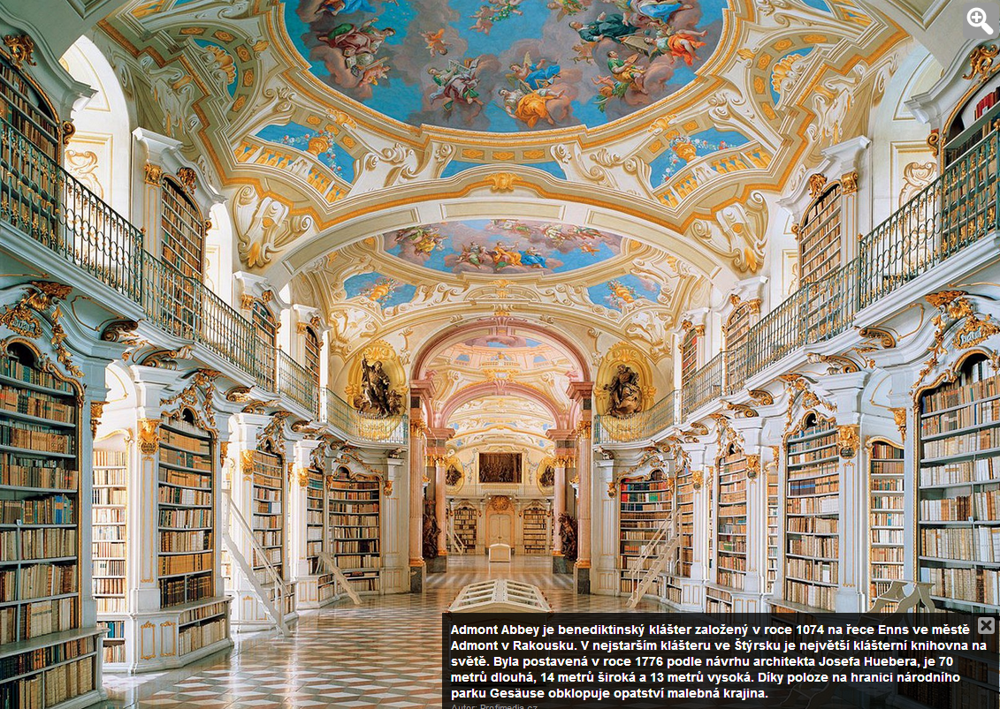 Admont Abbey je benediktinský klášter založený v roce 1074 na řece Enns ve městě
Admont v Rakousku. V nejstarším klášteru ve Štýrsku je největší klášterní knihovna na
světě. Byla postavená v roce 1776 podle návrhu architekta Josefa Huebera, je 70
metrů dlouhá, 14 metrů široká a 13 metrů vysoká. Díky poloze na hranici národního
parku Gesäuse obklopuje opatství malebná krajina.
Autor: Profimedia.cz